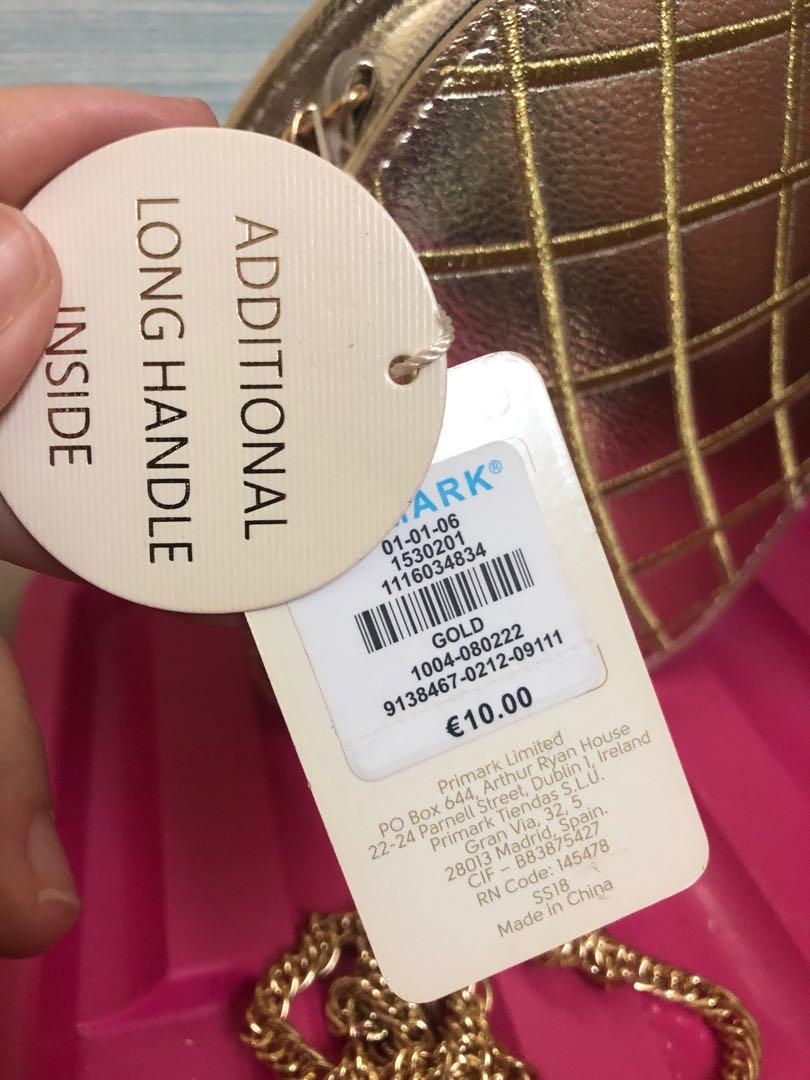 ADDITIONAL
LONG HANDLE
INSIDE
ARK®
01-01-06
1530201
1116034834
GOLD
1004-080222
9138467-0212-09111
€10.00
Primark Limited
PO Box 644, Arthur Ryan House
22-24 Parnell Street, Dublin 1, Ireland
Primark Tiendas S.L.U.
Gran Via, 32, 5
28013 Madrid, Spain.
CIF – B83875427
RN Code: 145478
SS18
Made in China